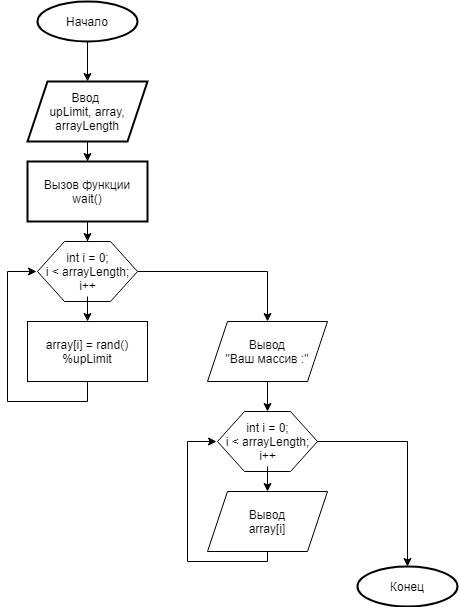 Начало
Ввод
upLimit, array,
arrayLength
Вызов функции
wait()
int i = 0;
i < arrayLength;
i++
array[i] = rand()
%upLimit
Вывод
"Ваш массив :"
int i = 0;
i < arrayLength;
i++
Вывод
array[i]
Конец